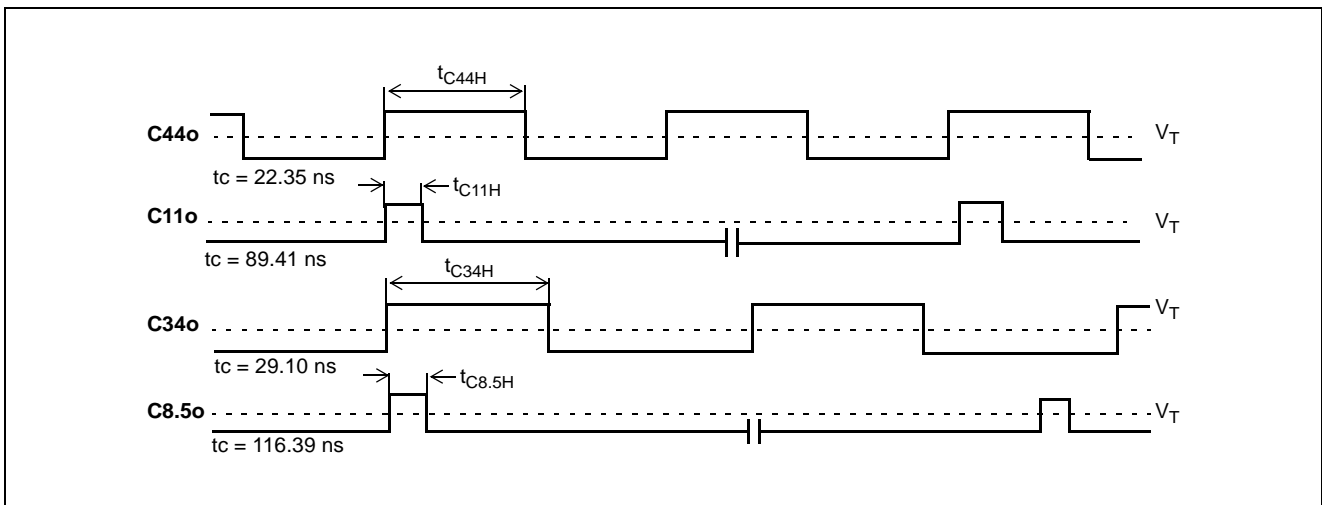 tC44H
C44o VT
tc = 22.35 ns
tC11H
C11o VT
tc = 89.41 ns
tC34H
C34o VT
tc = 29.10 ns
tC8.5H
C8.5o VT
tc = 116.39 ns